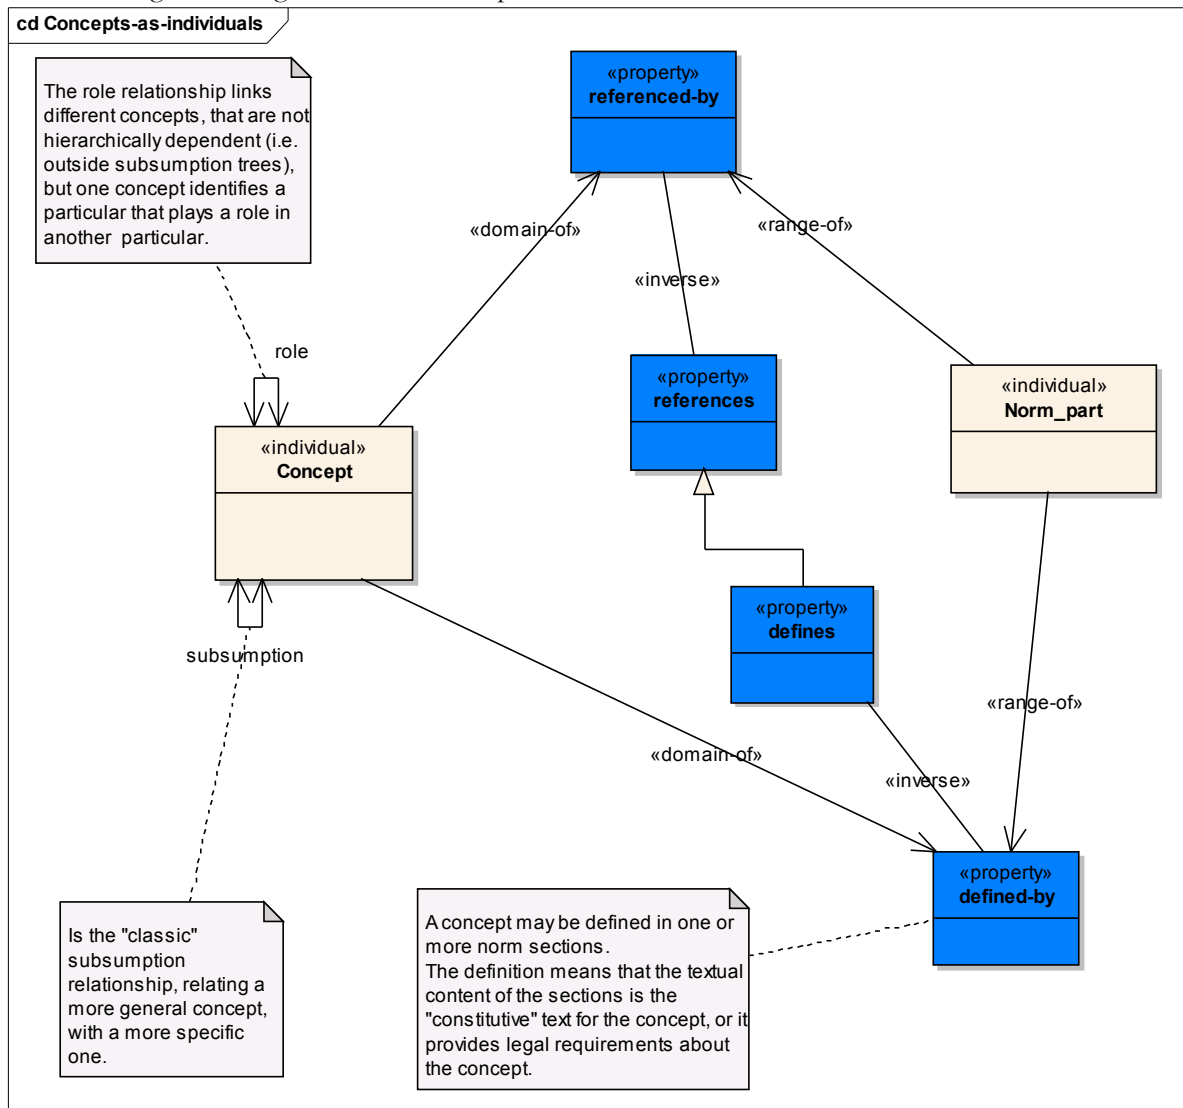 cd Concepts-as-individuals
The role relationship links
different concepts, that are not
hierarchically dependent (i.e.
outside subsumption trees),
but one concept identifies a
particular that plays a role in
another particular.
«property»
referenced-by
«domain-of»
«range-of»
«inverse»
role
«property»
references
«individual»
Norm_part
«individual»
Concept
«property»
defines
subsumption
«range-of»
«domain-of»
«inverse»
«property»
defined-by
A concept may be defined in one or
more norm sections.
The definition means that the textual
content of the sections is the
"constitutive" text for the concept, or it
provides legal requirements about
the concept.
Is the "classic"
subsumption
relationship, relating a
more general concept,
with a more specific
one.